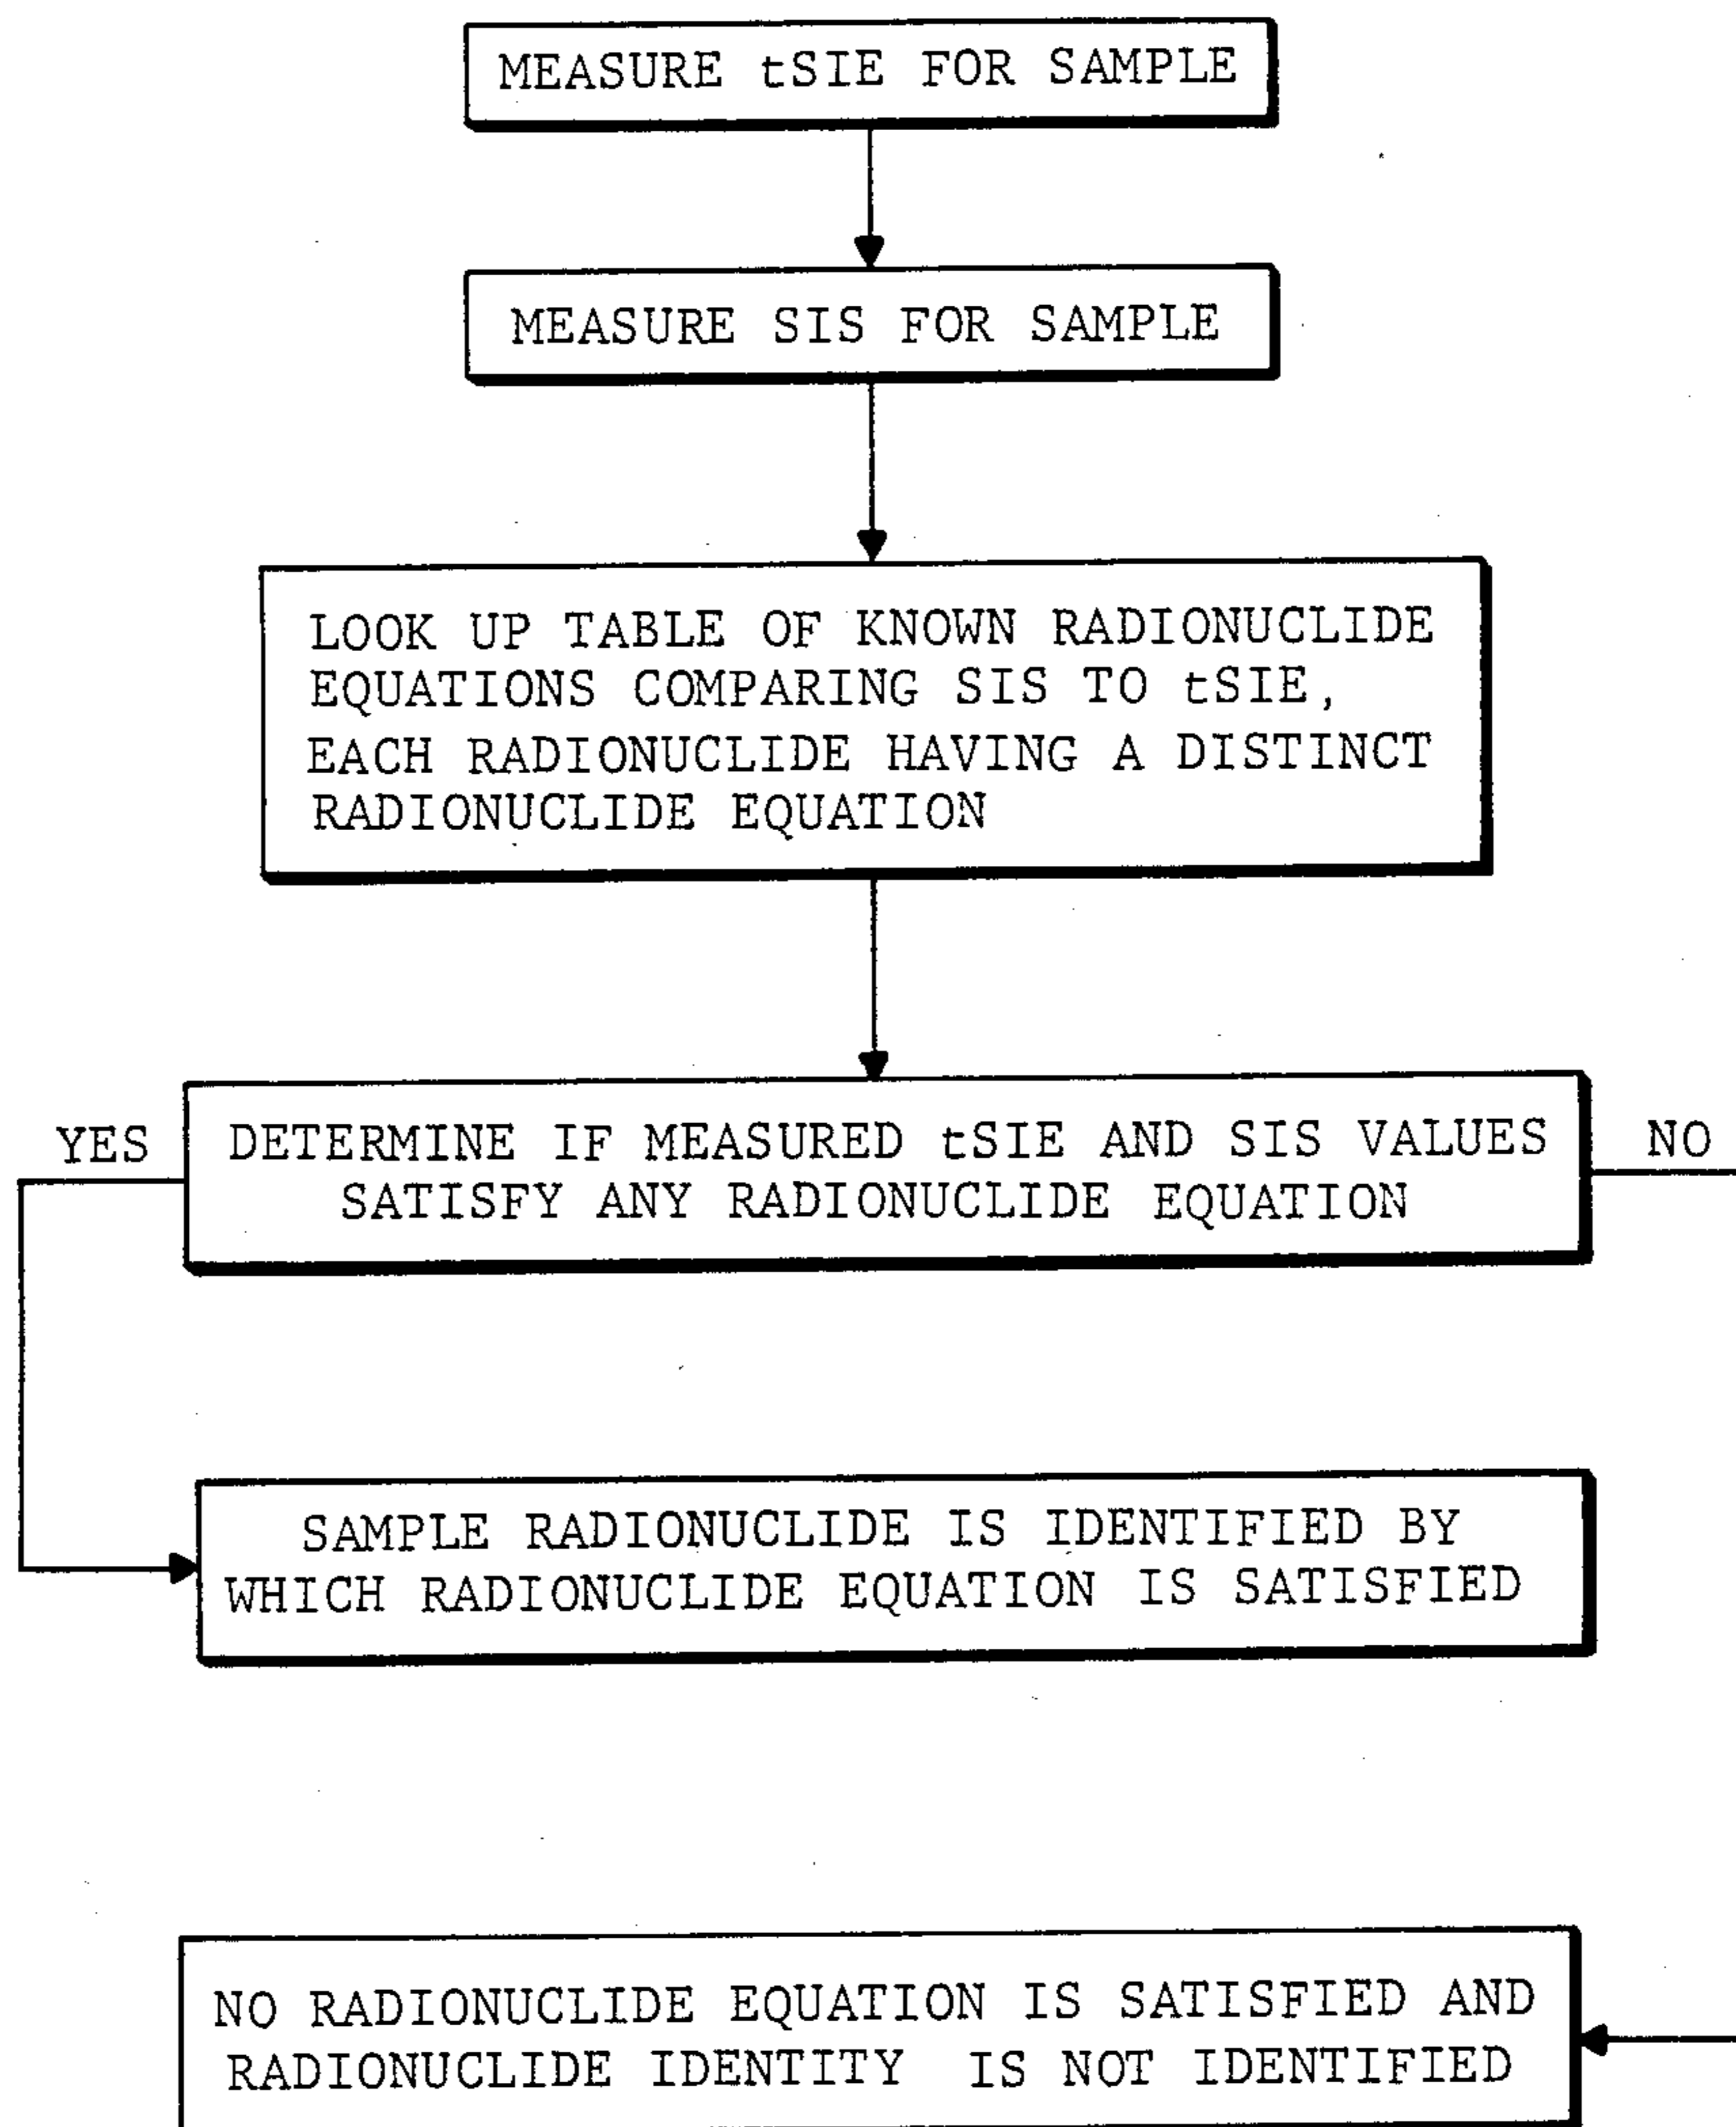 MEASURE tSIE FOR SAMPLE
MEASURE SIS FOR SAMPLE
LOOK UP TABLE OF KNOWN RADIONUCLIDE
EQUATIONS COMPARING SIS TO tSIE,
EACH RADIONUCLIDE HAVING A DISTINCT
RADIONUCLIDE EQUATION
YES
DETERMINE IF MEASURED tSIE AND SIS VALUES
SATISFY ANY RADIONUCLIDE EQUATION
NO
SAMPLE RADIONUCLIDE IS IDENTIFIED BY
WHICH RADIONUCLIDE EQUATION IS SATISFIED
NO RADIONUCLIDE EQUATION IS SATISFIED AND
RADIONUCLIDE IDENTITY IS NOT IDENTIFIED